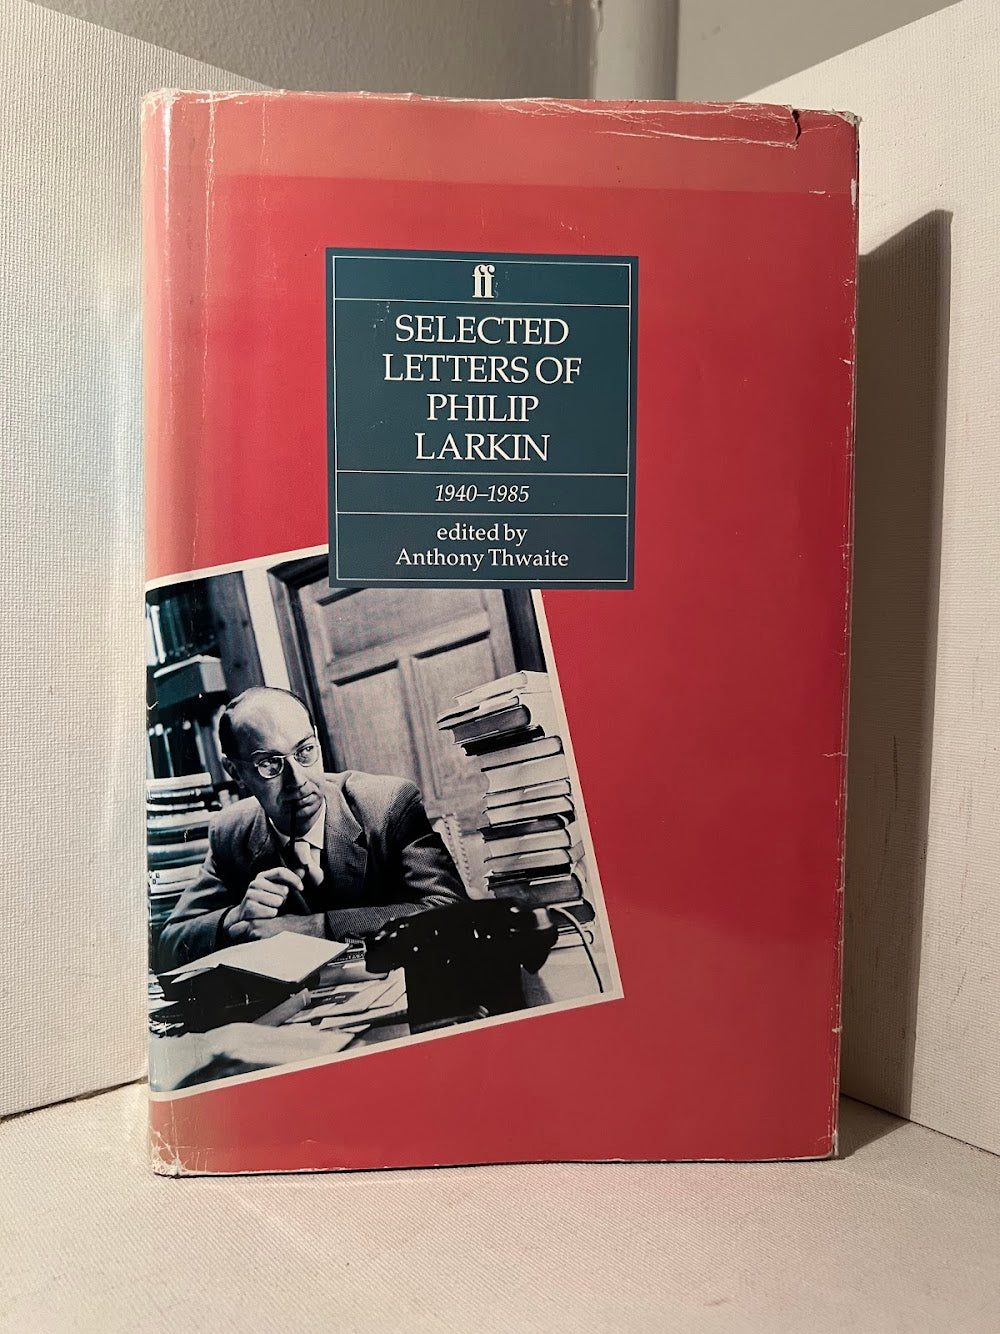 ff
SELECTED
LETTERS OF
PHILIP
LARKIN
1940–1985
edited by
Anthony Thwaite